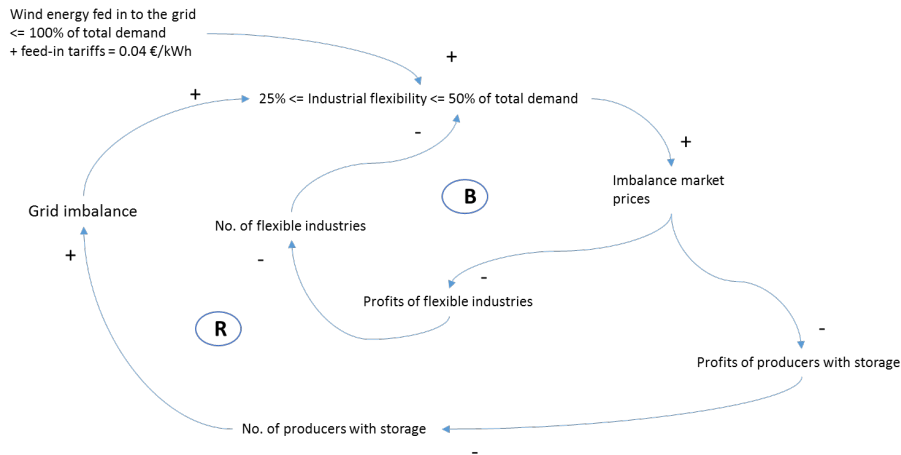 Wind energy fed in to the grid
<= 100% of total demand
+ feed-in tariffs = 0.04 €/kWh
+
+
25% <= Industrial flexibility <= 50% of total demand
-
+
Imbalance market
prices
B
Grid imbalance
No. of flexible industries
+
-
-
Profits of flexible industries
R
-
Profits of producers with storage
No. of producers with storage
-